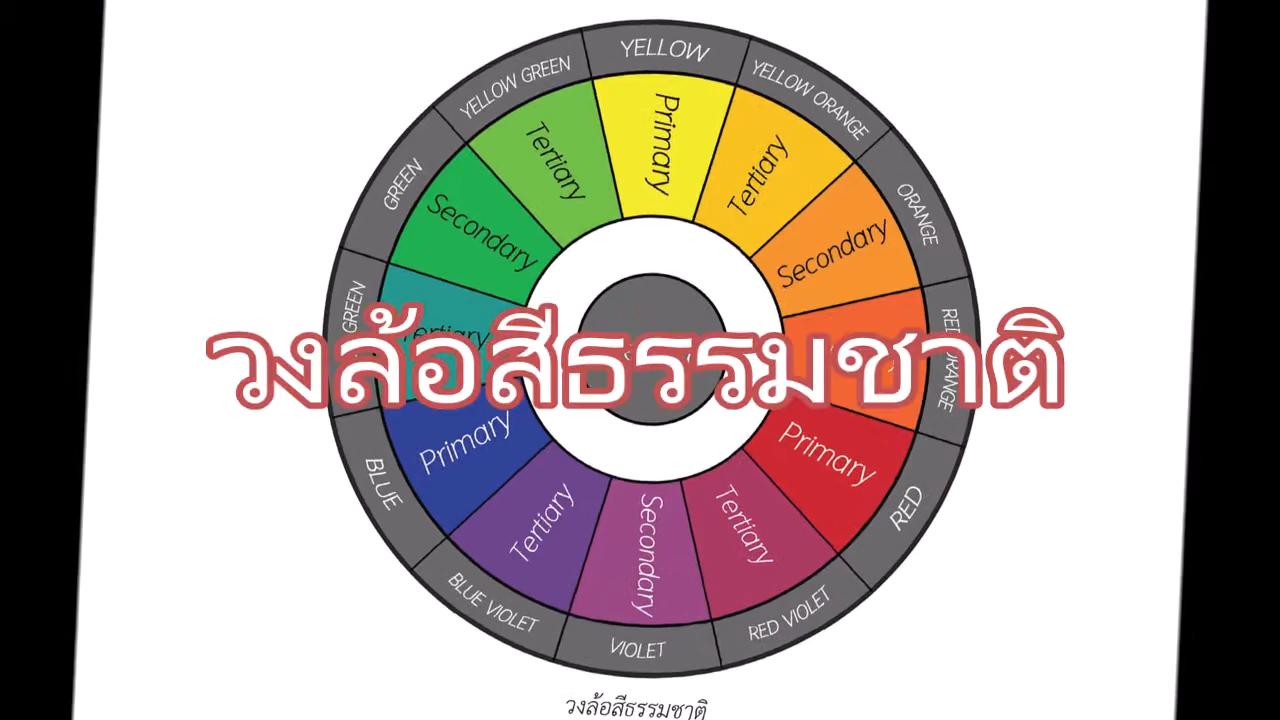 YELLOW
YELLOW GREEN
YELLOW ORANGE
Primary
Tertiary
Tertiary
GREEN
ORANGE
Secondary
Secondary
GREEN
Tertiary
วงล้อสีธรรมชาติ
RED ORANGE
Primary
Primary
BLUE
RED
Tertiary
Secondary
Tertiary
BLUE VIOLET
VIOLET
RED VIOLET
วงล้อสีธรรมชาติ